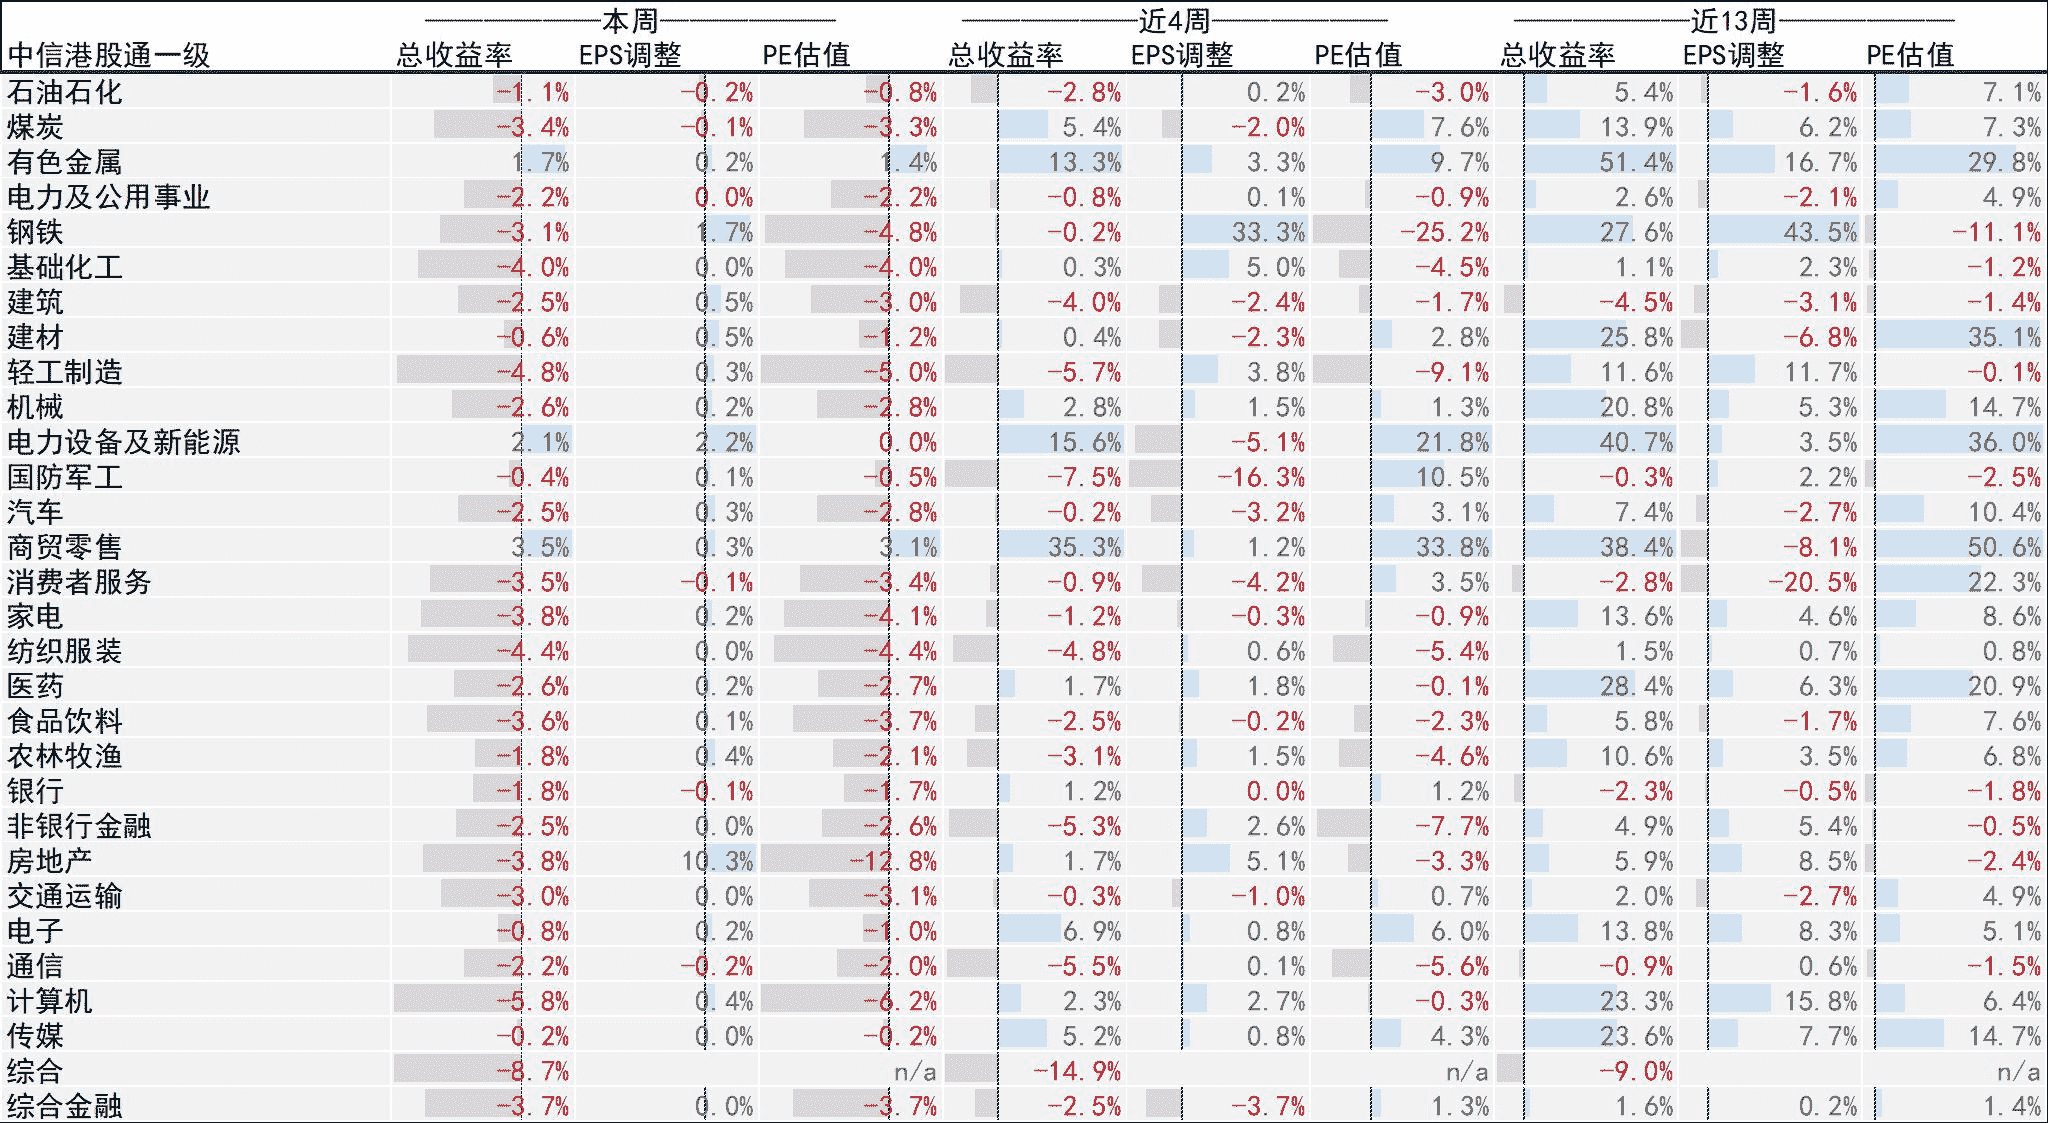 本周 近4周 近13周
中信港股通一级 总收益率 EPS调整 PE估值 总收益率 EPS调整 PE估值 总收益率 EPS调整 PE估值
石油石化 -1.1% -0.2% -0.8% -2.8% 0.2% -3.0% 5.4% -1.6% 7.1%
煤炭 -3.4% -0.1% -3.3% 5.4% -2.0% 7.6% 13.9% 6.2% 7.3%
有色金属 1.7% 0.2% 1.4% 13.3% 3.3% 9.7% 51.4% 16.7% 29.8%
电力及公用事业 -2.2% 0.0% -2.2% -0.8% 0.1% -0.9% 2.6% -2.1% 4.9%
钢铁 -3.1% 1.7% -4.8% -0.2% 33.3% -25.2% 27.6% 43.5% -11.1%
基础化工 -4.0% 0.0% -4.0% 0.3% 5.0% -4.5% 1.1% 2.3% -1.2%
建筑 -2.5% 0.5% -3.0% -4.0% -2.4% -1.7% -4.5% -3.1% -1.4%
建材 -0.6% 0.5% -1.2% 0.4% -2.3% 2.8% 25.8% -6.8% 35.1%
轻工制造 -4.8% 0.3% -5.0% -5.7% 3.8% -9.1% 11.6% 11.7% -0.1%
机械 -2.6% 0.2% -2.8% 2.8% 1.5% 1.3% 20.8% 5.3% 14.7%
电力设备及新能源 2.1% 2.2% 0.0% 15.6% -5.1% 21.8% 40.7% 3.5% 36.0%
国防军工 -0.4% 0.1% -0.5% -7.5% -16.3% 10.5% -0.3% 2.2% -2.5%
汽车 -2.5% 0.3% -2.8% -0.2% -3.2% 3.1% 7.4% -2.7% 10.4%
商贸零售 3.5% 0.3% 3.1% 35.3% 1.2% 33.8% 38.4% -8.1% 50.6%
消费者服务 -3.5% -0.1% -3.4% -0.9% -4.2% 3.5% -2.8% -20.5% 22.3%
家电 -3.8% 0.2% -4.1% -1.2% -0.3% -0.9% 13.6% 4.6% 8.6%
纺织服装 -4.4% 0.0% -4.4% -4.8% 0.6% -5.4% 1.5% 0.7% 0.8%
医药 -2.6% 0.2% -2.7% 1.7% 1.8% -0.1% 28.4% 6.3% 20.9%
食品饮料 -3.6% 0.1% -3.7% -2.5% -0.2% -2.3% 5.8% -1.7% 7.6%
农林牧渔 -1.8% 0.4% -2.1% -3.1% 1.5% -4.6% 10.6% 3.5% 6.8%
银行 -1.8% -0.1% -1.7% 1.2% 0.0% 1.2% -2.3% -0.5% -1.8%
非银行金融 -2.5% 0.0% -2.6% -5.3% 2.6% -7.7% 4.9% 5.4% -0.5%
房地产 -3.8% 10.3% -12.8% 1.7% 5.1% -3.3% 5.9% 8.5% -2.4%
交通运输 -3.0% 0.0% -3.1% -0.3% -1.0% 0.7% 2.0% -2.7% 4.9%
电子 -0.8% 0.2% -1.0% 6.9% 0.8% 6.0% 13.8% 8.3% 5.1%
通信 -2.2% -0.2% -2.0% -5.5% 0.1% -5.6% -0.9% 0.6% -1.5%
计算机 -5.8% 0.4% -6.2% 2.3% 2.7% -0.3% 23.3% 15.8% 6.4%
传媒 -0.2% 0.0% -0.2% 5.2% 0.8% 4.3% 23.6% 7.7% 14.7%
综合 -8.7% n/a -14.9% n/a -9.0% n/a
综合金融 -3.7% 0.0% -3.7% -2.5% -3.7% 1.3% 1.6% 0.2% 1.4%